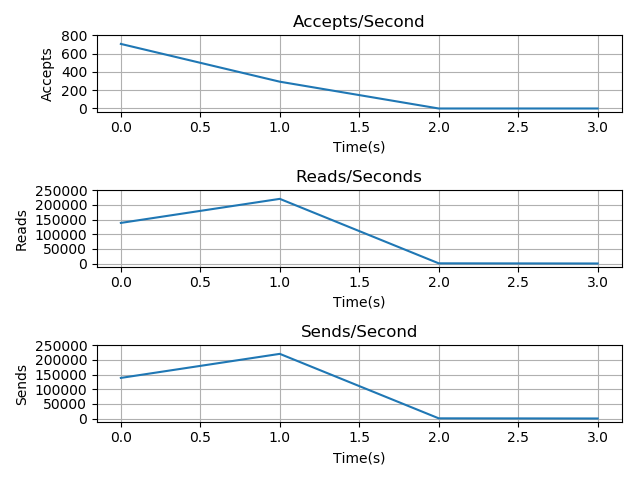 Accepts/Second
800
600
400
200
0
Accepts
0.0 0.5 1.0 1.5 2.0 2.5 3.0
Time(s)
Reads/Seconds
250000
200000
150000
100000
50000
0
Reads
0.0 0.5 1.0 1.5 2.0 2.5 3.0
Time(s)
Sends/Second
250000
200000
150000
100000
50000
0
Sends
0.0 0.5 1.0 1.5 2.0 2.5 3.0
Time(s)